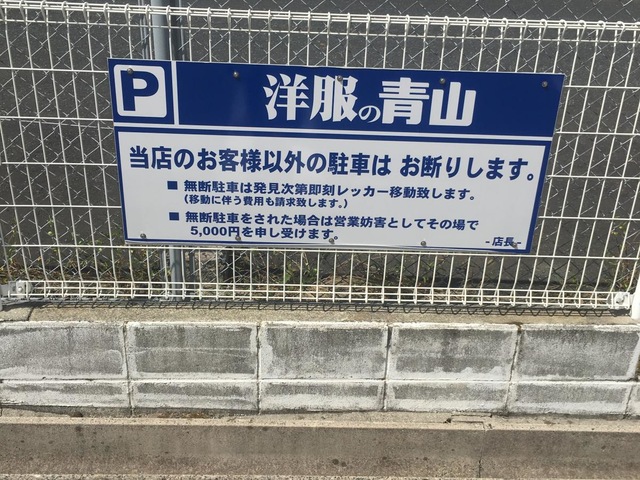 P 洋服の青山
当店のお客様以外の駐車は お断りします。
■ 無断駐車は発見次第即刻レッカー移動致します。
(移動に伴う費用も請求致します。)
■ 無断駐車をされた場合は営業妨害としてその場で
5,000円を申し受けます。
- 店長 -